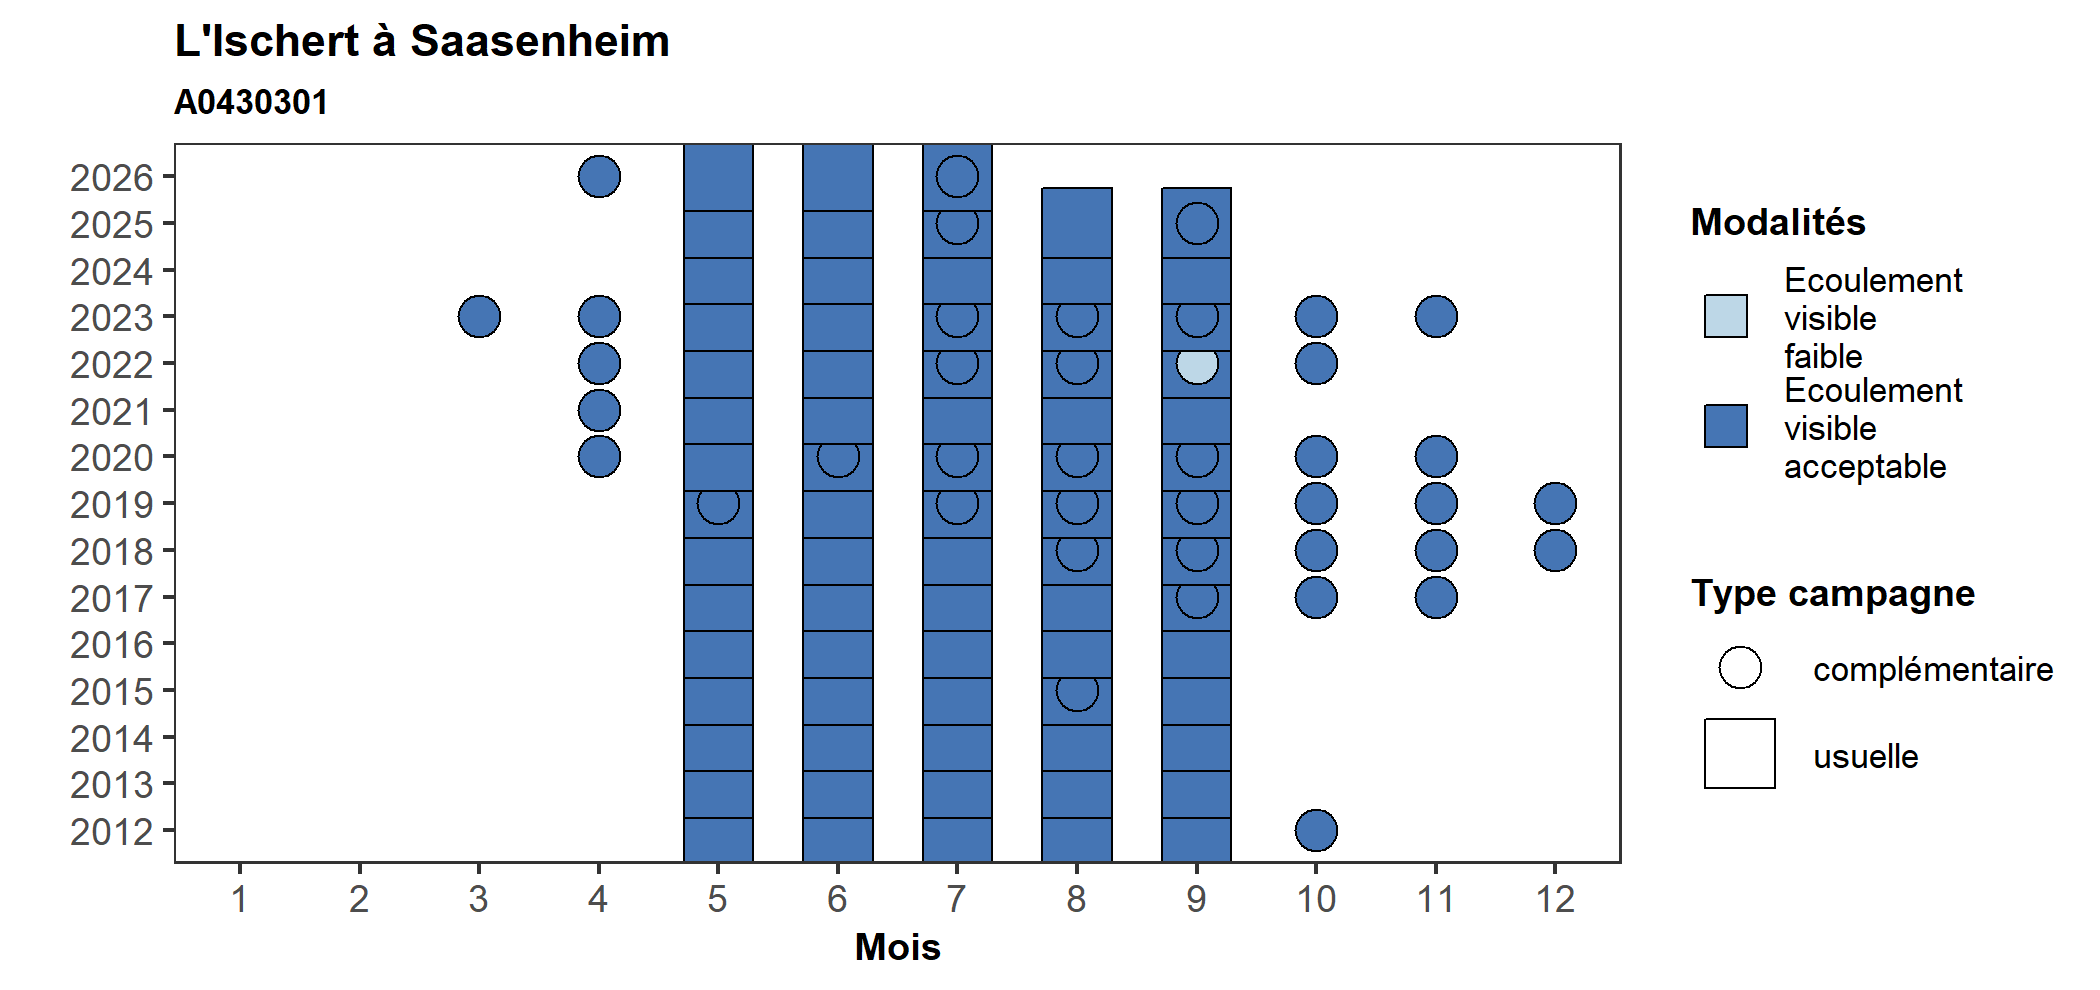 L'Ischert à Saasenheim
A0430301
2026
2025
2024
2023
2022
2021
2020
2019
2018
2017
2016
2015
2014
2013
2012
1 2 3 4 5 6 7 8 9 10 11 12
Mois
Modalités
Ecoulement
visible
faible
Ecoulement
visible
acceptable
Type campagne
complémentaire
usuelle